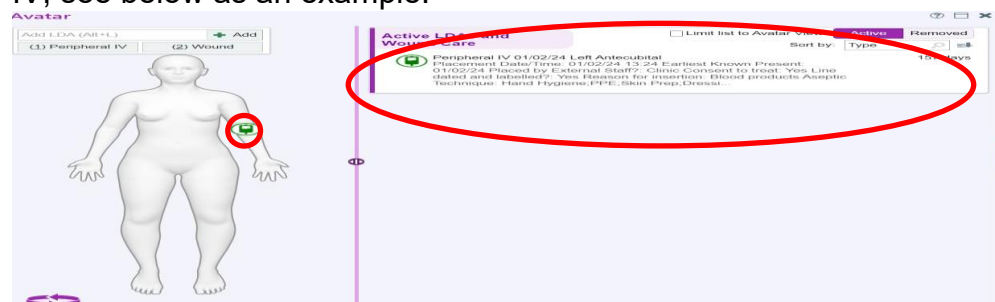 IV, see below as an example.
Avatar
Add LDA (Alt+L)
Add
(1) Peripheral IV
(2) Wound
Active LDAs and
Wound Care
Limit list to Avatar View
Active
Removed
Sort by: Type
Peripheral IV 01/02/24 Left Antecubital
days
Placement Date/Time: 01/02/24 13:24 Earliest Known Present:
01/02/24 Placed by External Staff?: Clinic Consent to treat: Yes Line
dated and labelled?: Yes Reason for insertion: Blood products Aseptic
Technique: Hand Hygiene;PPE;Skin Prep;Dressi...